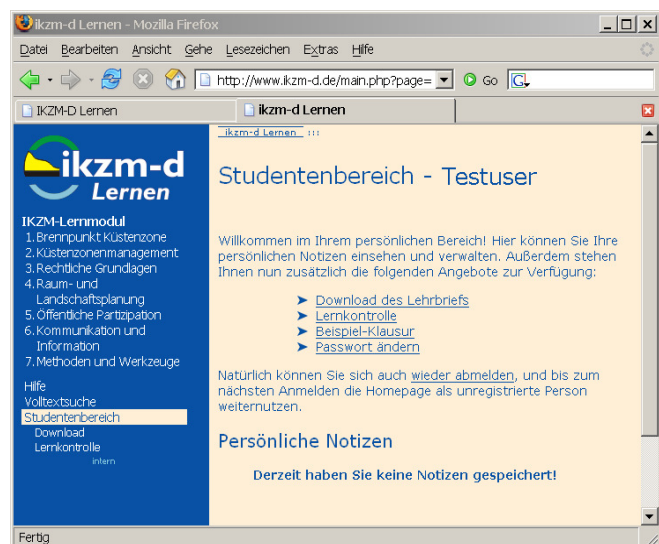 ikzm-d Lernen - Mozilla Firefox
Datei Bearbeiten Ansicht Gehe Lesezeichen Extras Hilfe
http://www.ikzm-d.de/main.php?page= Go G
IKZM-D Lernen
ikzm-d Lernen
ikzm-d
Lernen
IKZM-Lernmodul
1. Brennpunkt Küstenzone
2. Küstenzonenmanagement
3. Rechtliche Grundlagen
4. Raum- und
Landschaftsplanung
5. Öffentliche Partizipation
6. Kommunikation und
Information
7. Methoden und Werkzeuge
Hilfe
Volltextsuche
Studentenbereich
Download
Lernkontrolle
intern
ikzm-d Lernen :::
Studentenbereich - Testuser
Willkommen im Ihrem persönlichen Bereich! Hier können Sie Ihre
persönlichen Notizen einsehen und verwalten. Außerdem stehen
Ihnen nun zusätzlich die folgenden Angebote zur Verfügung:
➤ Download des Lehrbriefs
➤ Lernkontrolle
➤ Beispiel-Klausur
➤ Passwort ändern
Natürlich können Sie sich auch wieder abmelden, und bis zum
nächsten Anmelden die Homepage als unregistrierte Person
weiternutzen.
Persönliche Notizen
Derzeit haben Sie keine Notizen gespeichert!
Fertig